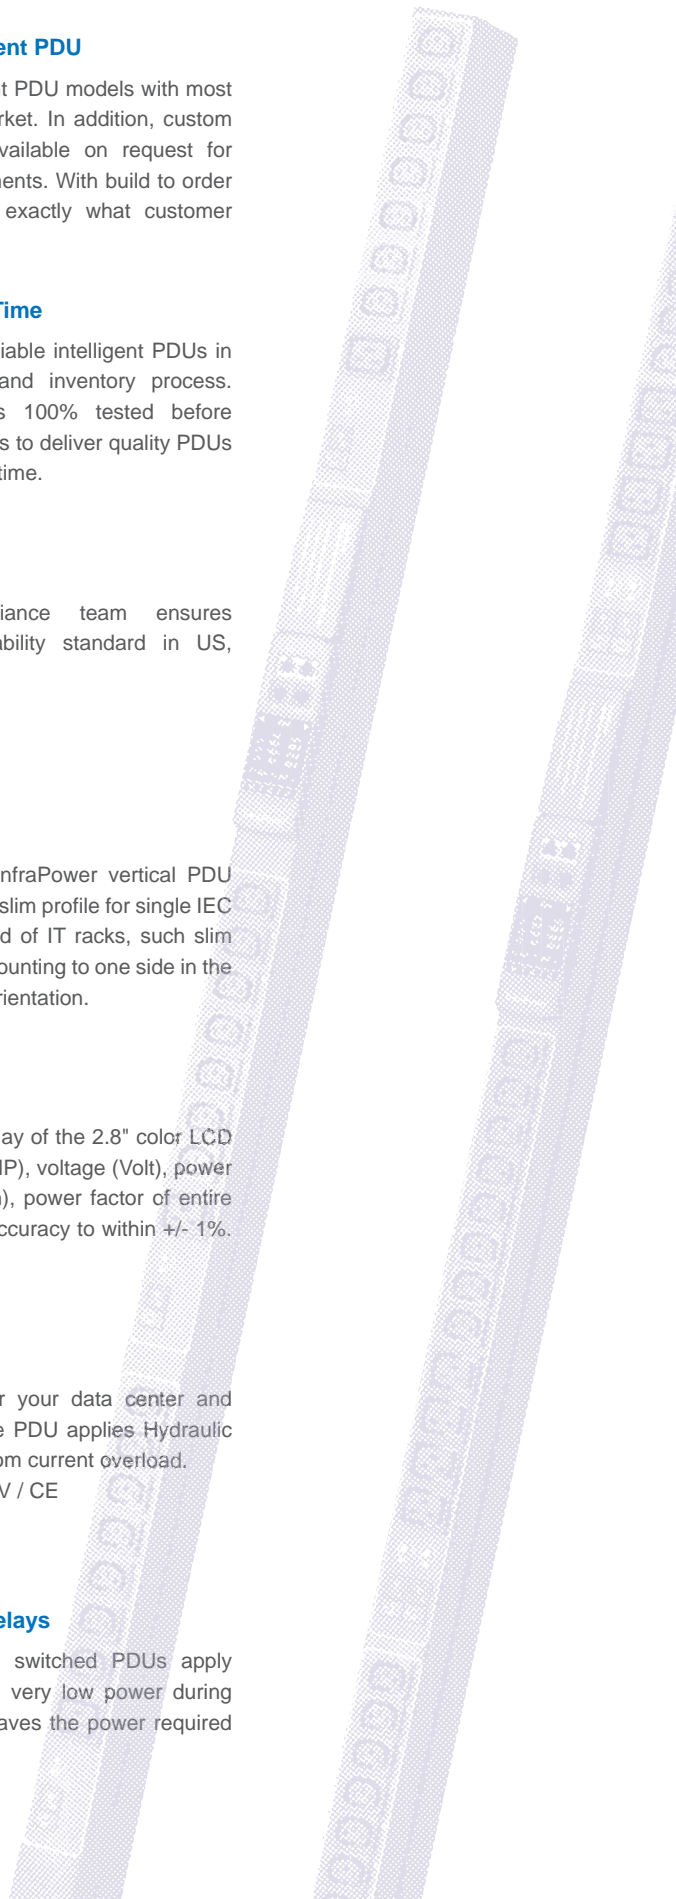 ent PDU
t PDU models with most
rket. In addition, custom
vailable on request for
nents. With build to order
exactly what customer
Time
iable intelligent PDUs in
and inventory process.
s 100% tested before
s to deliver quality PDUs
time.
iance team ensures
ability standard in US,
nfraPower vertical PDU
slim profile for single IEC
d of IT racks, such slim
ounting to one side in the
rientation.
ay of the 2.8" color LCD
IP), voltage (Volt), power
), power factor of entire
ccuracy to within +/- 1%.
r your data center and
e PDU applies Hydraulic
om current overload.
V / CE
elays
switched PDUs apply
very low power during
aves the power required